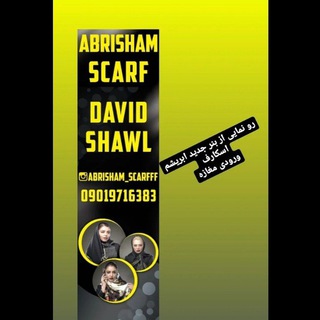 ABRISHAM
SCARF
DAVID
SHAWL
ABRISHAM_SCARFFF
09019716383
رو نمایی از بنر جدید ابریشم
اسکارف
ورودی مغازه